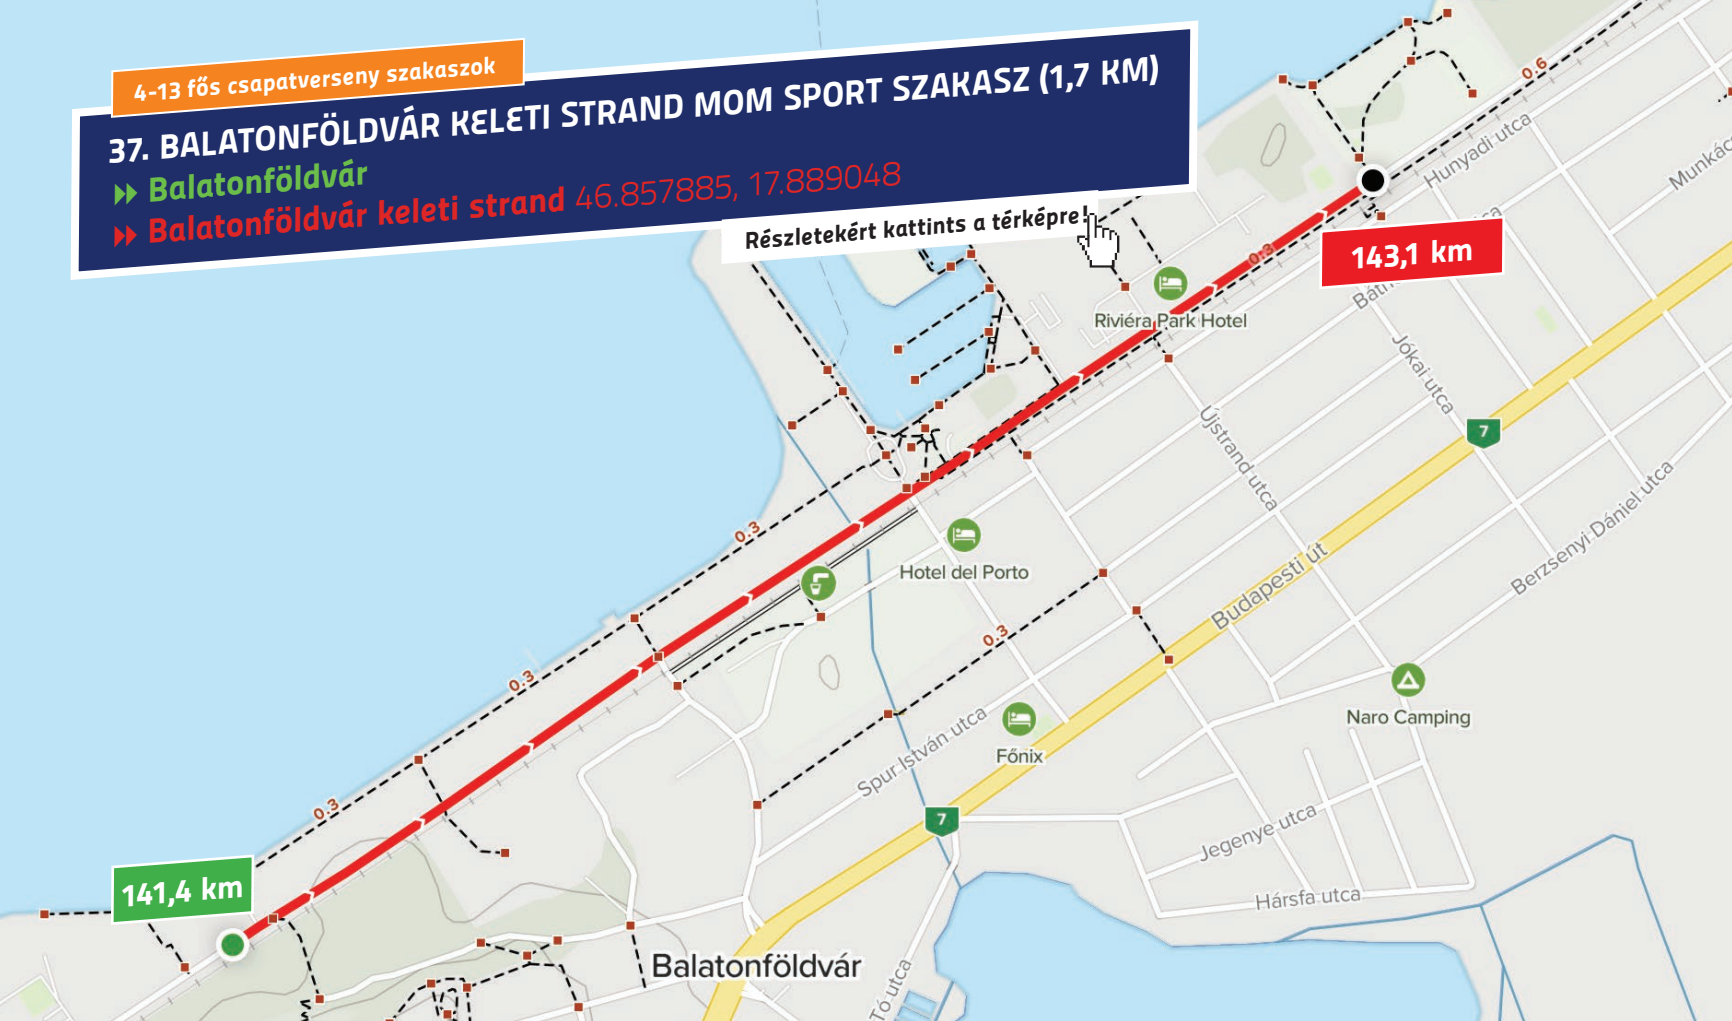 4-13 fős csapatverseny szakaszok
37. BALATONFÖLDVÁR KELETI STRAND MOM SPORT SZAKASZ (1,7 KM)
Balatonföldvár
Balatonföldvár keleti strand 46.857885, 17.889048
Részletekért kattints a térképre!
0.6
Hunyadi utca
Munkác
143,1 km
0.3
Riviéra Park Hotel
Jókai utca
7
Újstrand utca
Berzsenyi Dániel utca
0.3
Hotel del Porto
Budapesti út
0.3
0.3
Naro Camping
Spur István utca
Főnix
0.3
7
Jegenye utca
141,4 km
Hársfa utca
Balatonföldvár
Tó utca